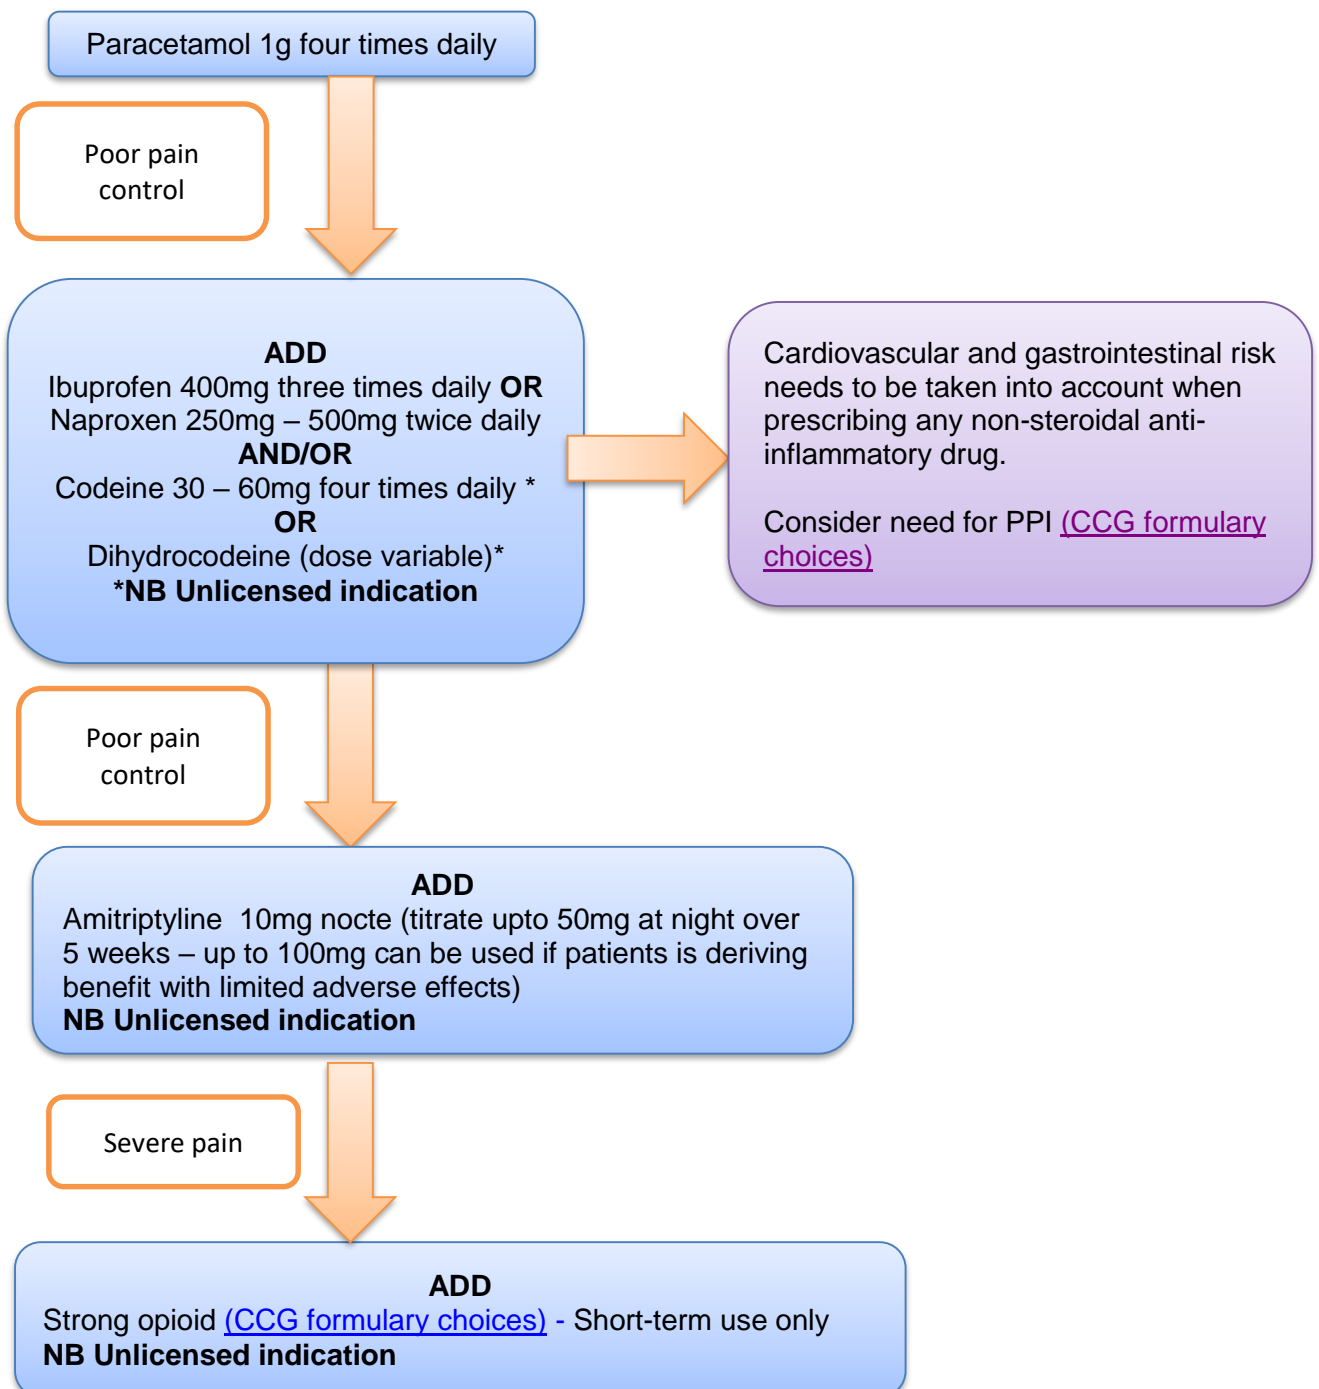 Paracetamol 1g four times daily
Poor pain
control
ADD
Ibuprofen 400mg three times daily OR
Naproxen 250mg – 500mg twice daily
AND/OR
Codeine 30 – 60mg four times daily *
OR
Dihydrocodeine (dose variable)*
*NB Unlicensed indication
Cardiovascular and gastrointestinal risk
needs to be taken into account when
prescribing any non-steroidal anti-
inflammatory drug.
Consider need for PPI (CCG formulary
choices)
Poor pain
control
ADD
Amitriptyline  10mg nocte (titrate upto 50mg at night over
5 weeks – up to 100mg can be used if patients is deriving
benefit with limited adverse effects)
NB Unlicensed indication
Severe pain
ADD
Strong opioid (CCG formulary choices) - Short-term use only
NB Unlicensed indication